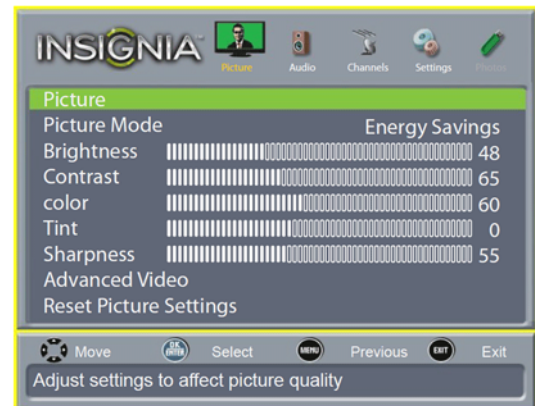 INSIGNIA
Picture Audio Channels Settings Photos
Picture
Picture Mode Energy Savings
Brightness 48
Contrast 65
color 60
Tint 0
Sharpness 55
Advanced Video
Reset Picture Settings
Move OK ENTER Select MENU Previous EXIT Exit
Adjust settings to affect picture quality